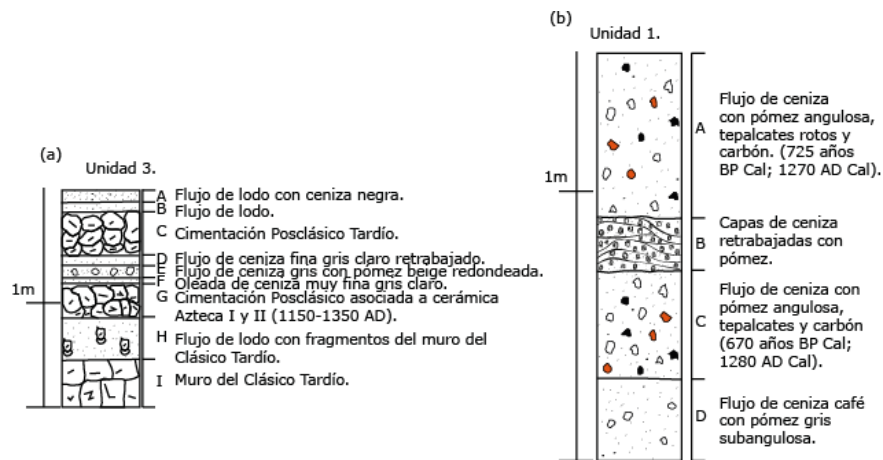 (a)
Unidad 3.
1m
A Flujo de lodo con ceniza negra.
B Flujo de lodo.
C Cimentación Posclásico Tardío.
D Flujo de ceniza fina gris claro retrabajado.
E Flujo de ceniza gris con pómez beige redondeada.
F Oleada de ceniza muy fina gris claro.
G Cimentación Posclásico asociada a cerámica
Azteca I y II (1150-1350 AD).
H Flujo de lodo con fragmentos del muro del
Clásico Tardío.
I Muro del Clásico Tardío.
(b)
Unidad 1.
1m
A
Flujo de ceniza
con pómez angulosa,
tepalcates rotos y
carbón. (725 años
BP Cal; 1270 AD Cal).
B
Capas de ceniza
retrabajadas con
pómez.
C
Flujo de ceniza con
pómez angulosa,
tepalcates y carbón
(670 años BP Cal;
1280 AD Cal).
D
Flujo de ceniza café
con pómez gris
subangulosa.